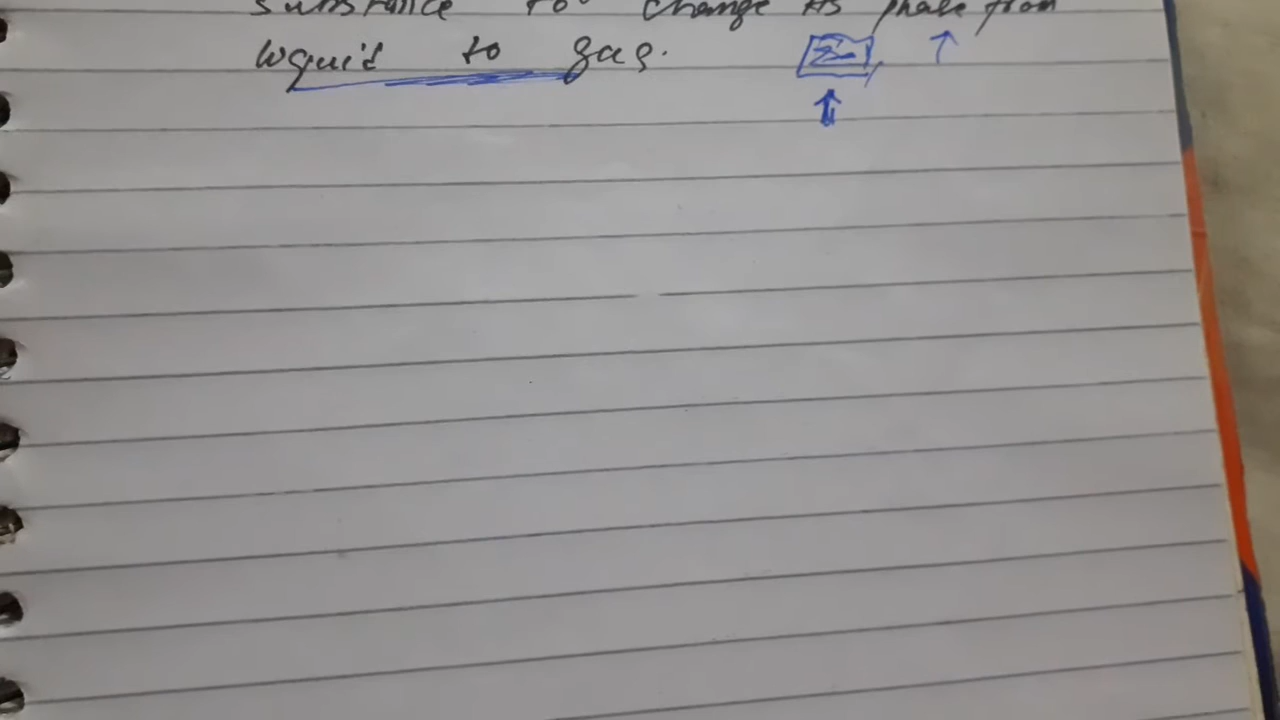 substance to change its phase from
liquid to gas.